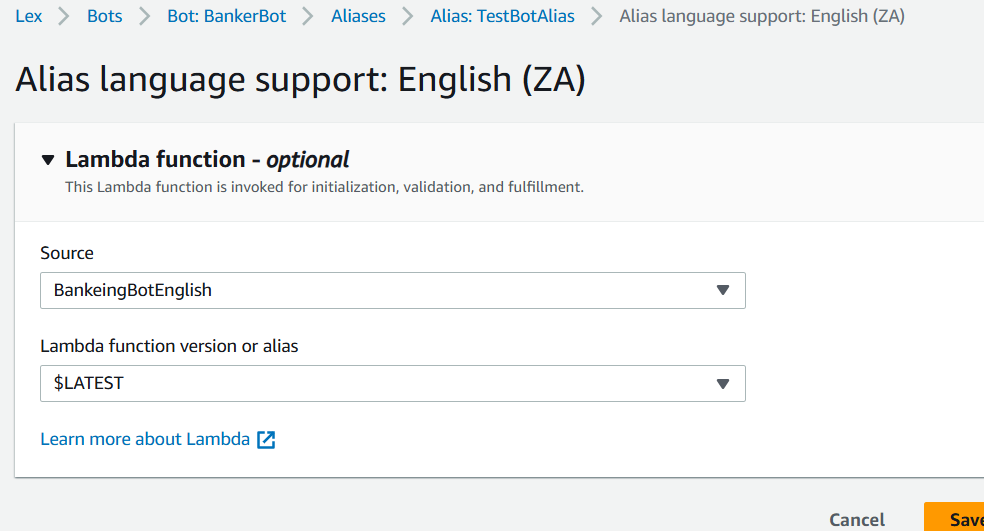 Lex > Bots > Bot: BankerBot > Aliases > Alias: TestBotAlias > Alias language support: English (ZA)
Alias language support: English (ZA)
Lambda function - optional
This Lambda function is invoked for initialization, validation, and fulfillment.
Source
BankeingBotEnglish
Lambda function version or alias
$LATEST
Learn more about Lambda
Cancel Save